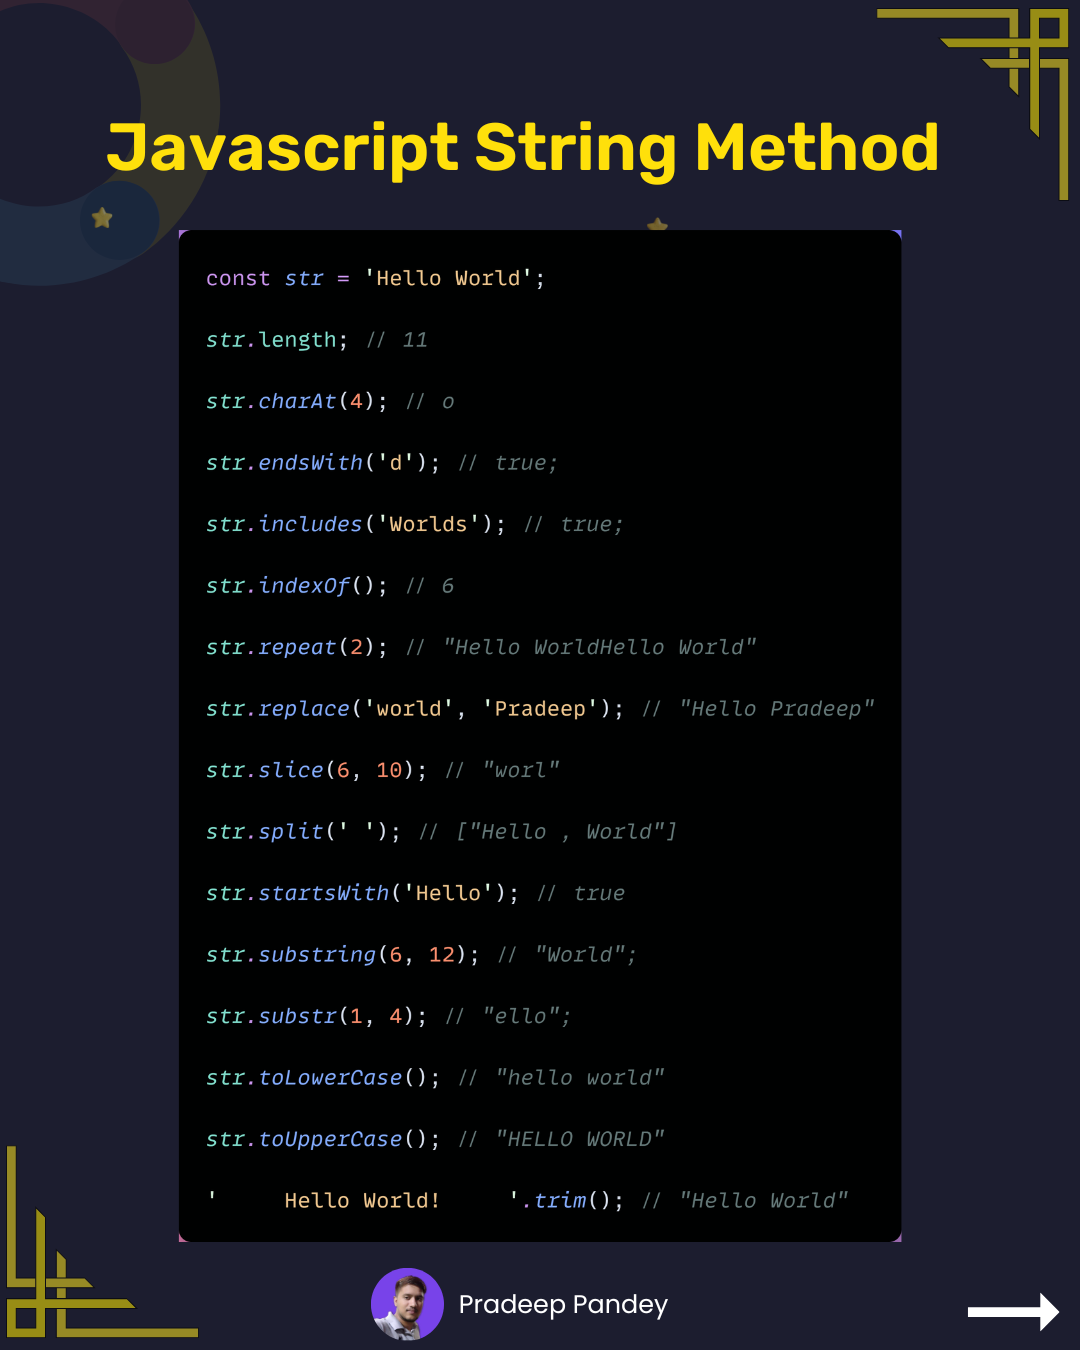 Javascript String Method
const str = 'Hello World';
str.length; // 11
str.charAt(4); // o
str.endsWith('d'); // true;
str.includes('Worlds'); // true;
str.indexOf(); // 6
str.repeat(2); // "Hello WorldHello World"
str.replace('world', 'Pradeep'); // "Hello Pradeep"
str.slice(6, 10); // "worl"
str.split(' '); // ["Hello , World"]
str.startsWith('Hello'); // true
str.substring(6, 12); // "World";
str.substr(1, 4); // "ello";
str.toLowerCase(); // "hello world"
str.toUpperCase(); // "HELLO WORLD"
'     Hello World!     '.trim(); // "Hello World"
Pradeep Pandey